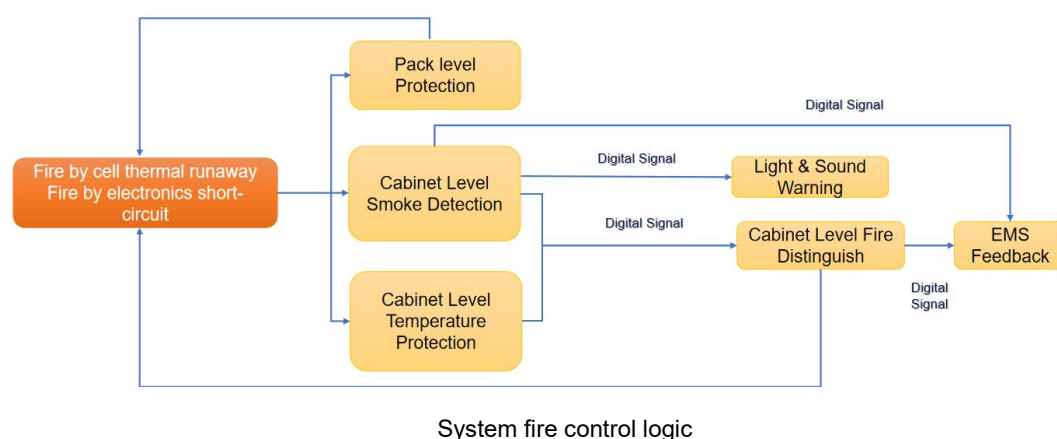 Pack level
Protection
Digital Signal
Fire by cell thermal runaway
Fire by electronics short-
circuit
Cabinet Level
Smoke Detection
Digital Signal
Light & Sound
Warning
Digital Signal
Cabinet Level Fire
Distinguish
EMS
Feedback
Digital
Signal
Cabinet Level
Temperature
Protection
System fire control logic